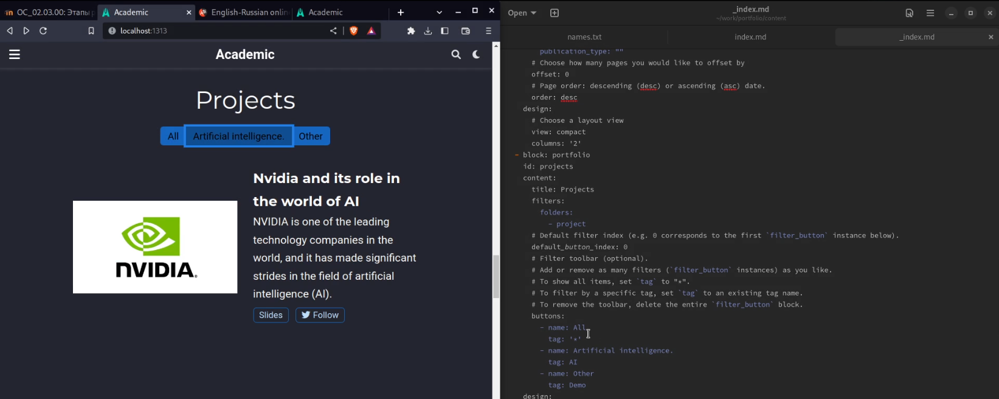 ОС_02.03.00: Этапы р
Academic
English-Russian onlin
Academic
localhost:1313
Academic
Projects
All
Artificial intelligence.
Other
Nvidia and its role in
the world of AI
NVIDIA is one of the leading
technology companies in the
world, and it has made significant
strides in the field of artificial
intelligence (AI).
NVIDIA.
Slides
Follow
Open
_index.md
~/work/portfolio/content
names.txt
index.md
_index.md
publication_type: ""
# Choose how many pages you would like to offset by
offset: 0
# Page order: descending (desc) or ascending (asc) date.
order: desc
design:
# Choose a layout view
view: compact
columns: '2'
- block: portfolio
id: projects
content:
title: Projects
filters:
folders:
- project
# Default filter index (e.g. 0 corresponds to the first `filter_button` instance below).
default_button_index: 0
# Filter toolbar (optional).
# Add or remove as many filters (`filter_button` instances) as you like.
# To show all items, set `tag` to "*".
# To filter by a specific tag, set `tag` to an existing tag name.
# To remove the toolbar, delete the entire `filter_button` block.
buttons:
- name: All
tag: '*'
- name: Artificial intelligence.
tag: AI
- name: Other
tag: Demo
design: